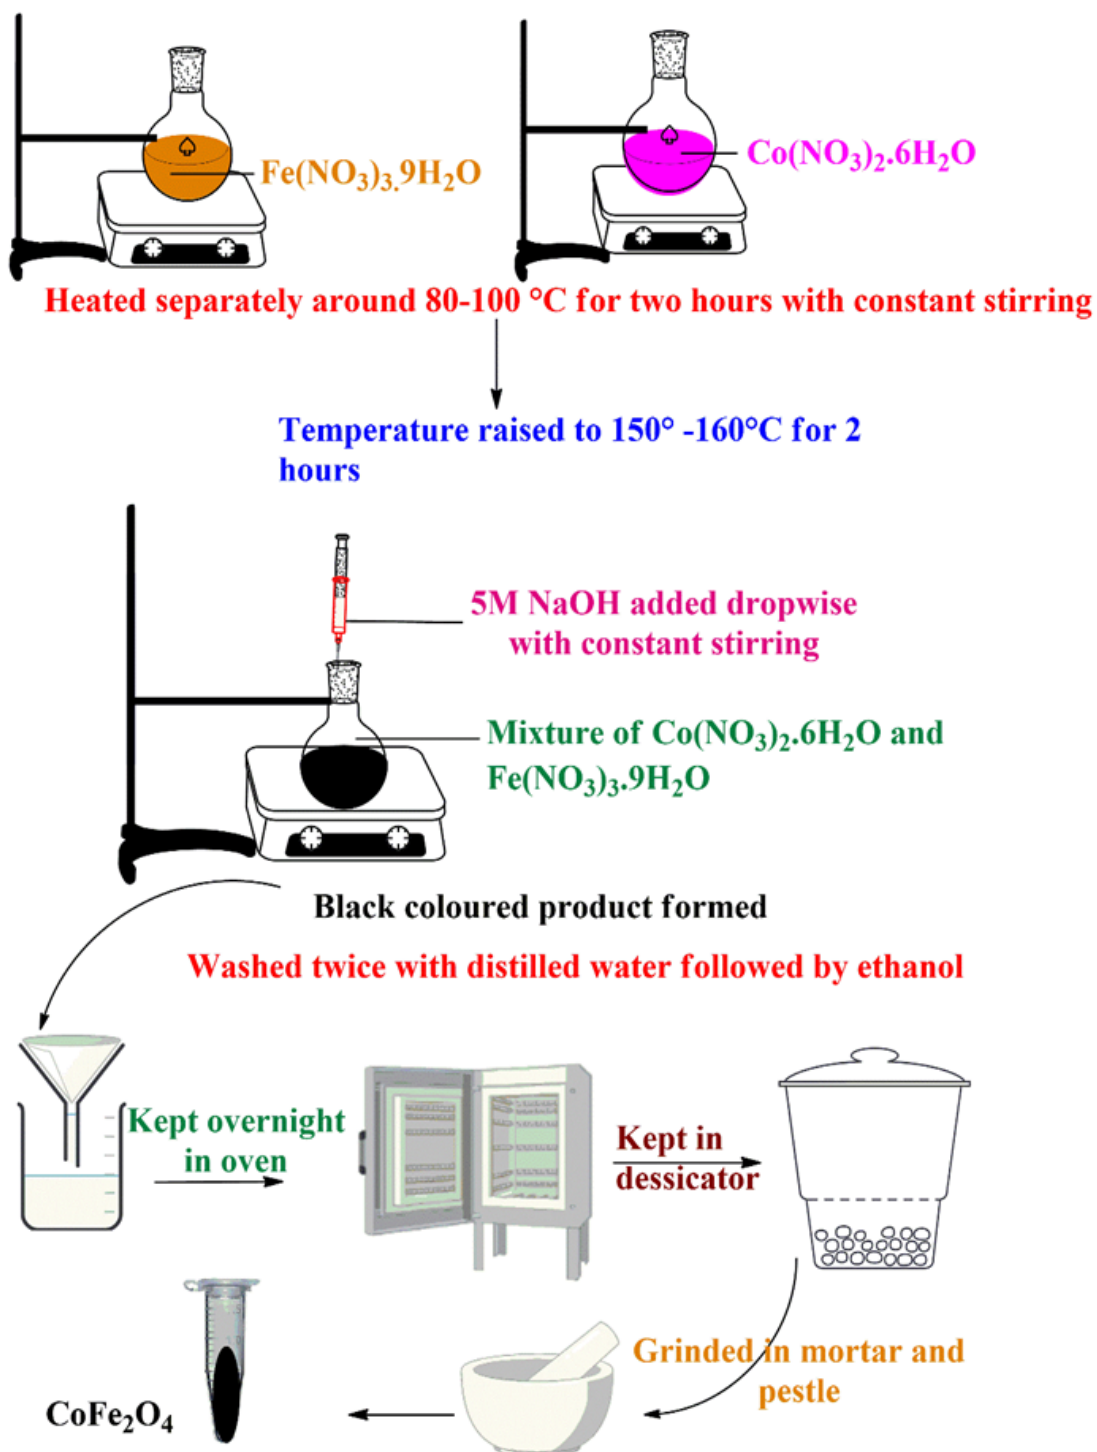 Fe(NO₃)₃.9H₂O
Co(NO₃)₂.6H₂O
Heated separately around 80-100 °C for two hours with constant stirring
Temperature raised to 150° -160°C for 2
hours
5M NaOH added dropwise
with constant stirring
Mixture of Co(NO₃)₂.6H₂O and
Fe(NO₃)₃.9H₂O
Black coloured product formed
Washed twice with distilled water followed by ethanol
Kept overnight
in oven
Kept in
dessicator
Grinded in mortar and
pestle
CoFe₂O₄